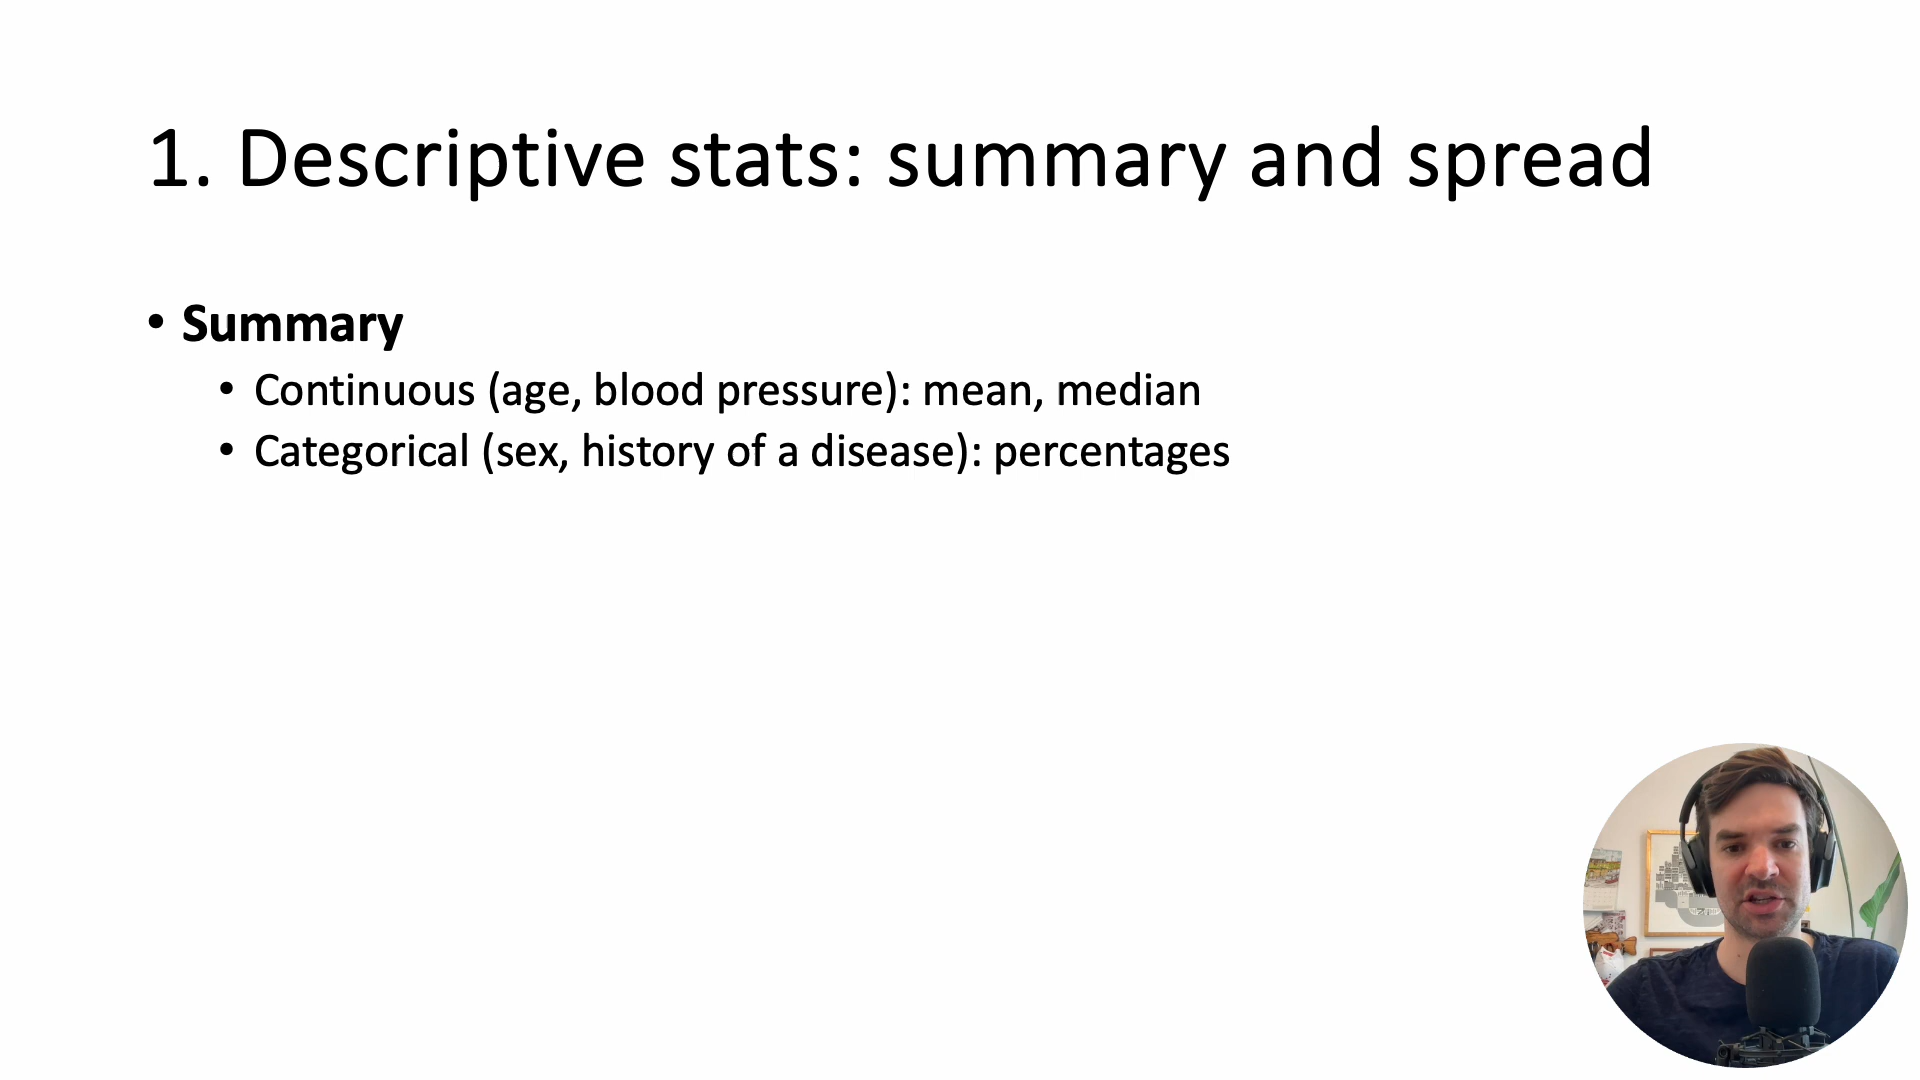 1. Descriptive stats: summary and spread
• Summary
• Continuous (age, blood pressure): mean, median
• Categorical (sex, history of a disease): percentages